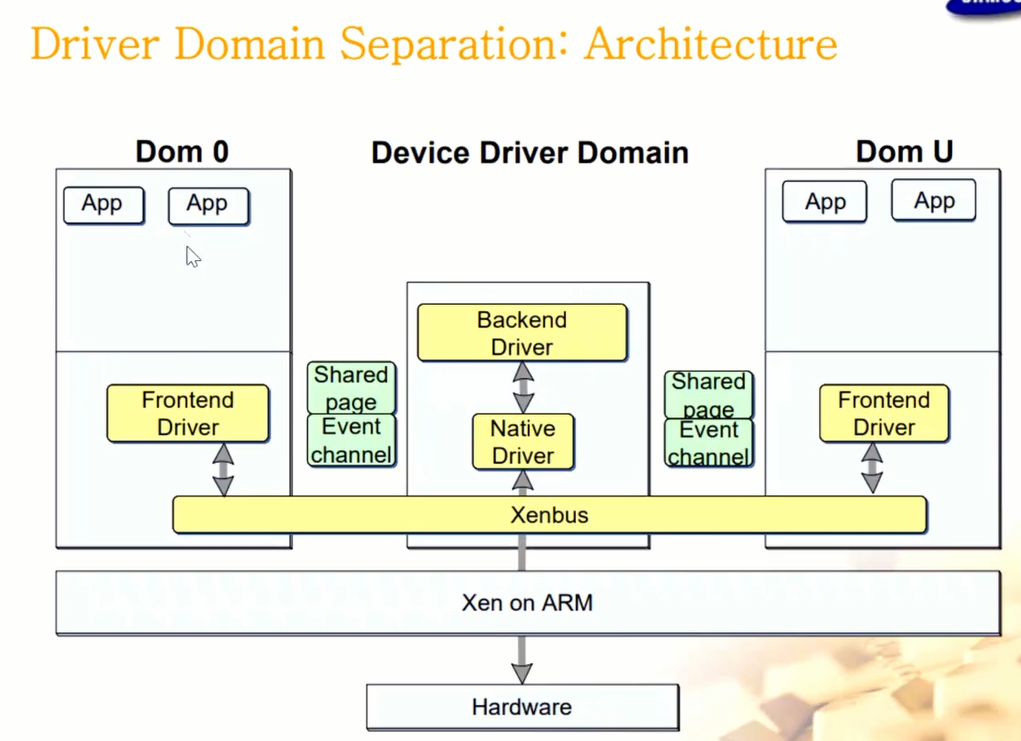 Driver Domain Separation: Architecture
Dom 0
Device Driver Domain
Dom U
App
App
App
App
Backend
Driver
Shared
page
Event
channel
Shared
page
Event
channel
Frontend
Driver
Native
Driver
Frontend
Driver
Xenbus
Xen on ARM
Hardware